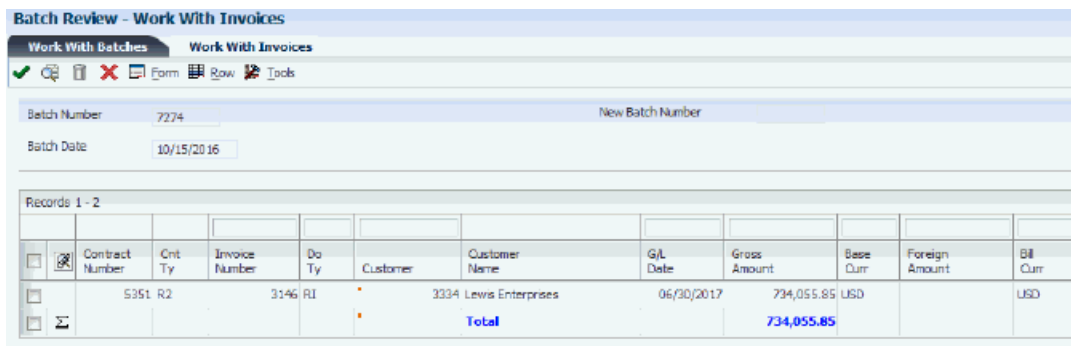 Batch Review - Work With Invoices
Work With Batches Work With Invoices
Form Row Tools
Batch Number 7274 New Batch Number
Batch Date 10/15/2016
Records 1 - 2
Contract Cnt Invoice Do Customer G/L Gross Base Foreign Bill
Number Ty Number Ty Customer Name Date Amount Curr Amount Curr
5351 R2 3146 RI 3334 Lewis Enterprises 06/30/2017 734,055.85 USD USD
Σ Total 734,055.85